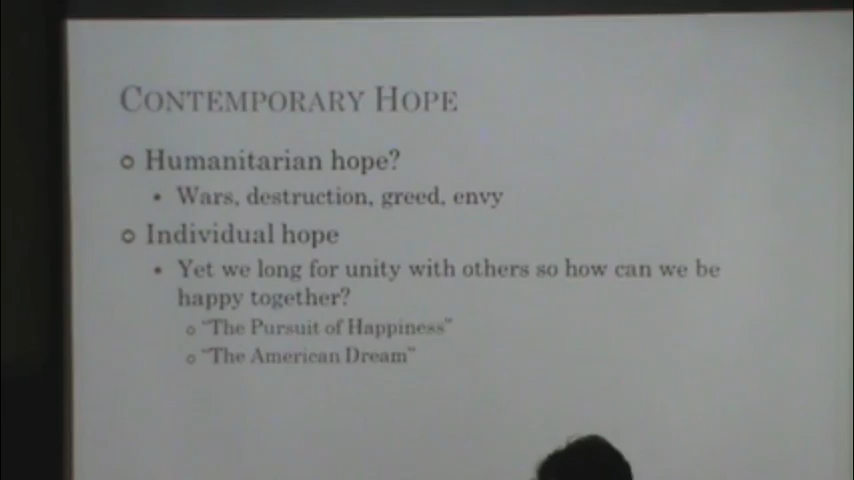 CONTEMPORARY HOPE
Humanitarian hope?
Wars, destruction, greed, envy
Individual hope
Yet we long for unity with others so how can we be
happy together?
"The Pursuit of Happiness"
"The American Dream"